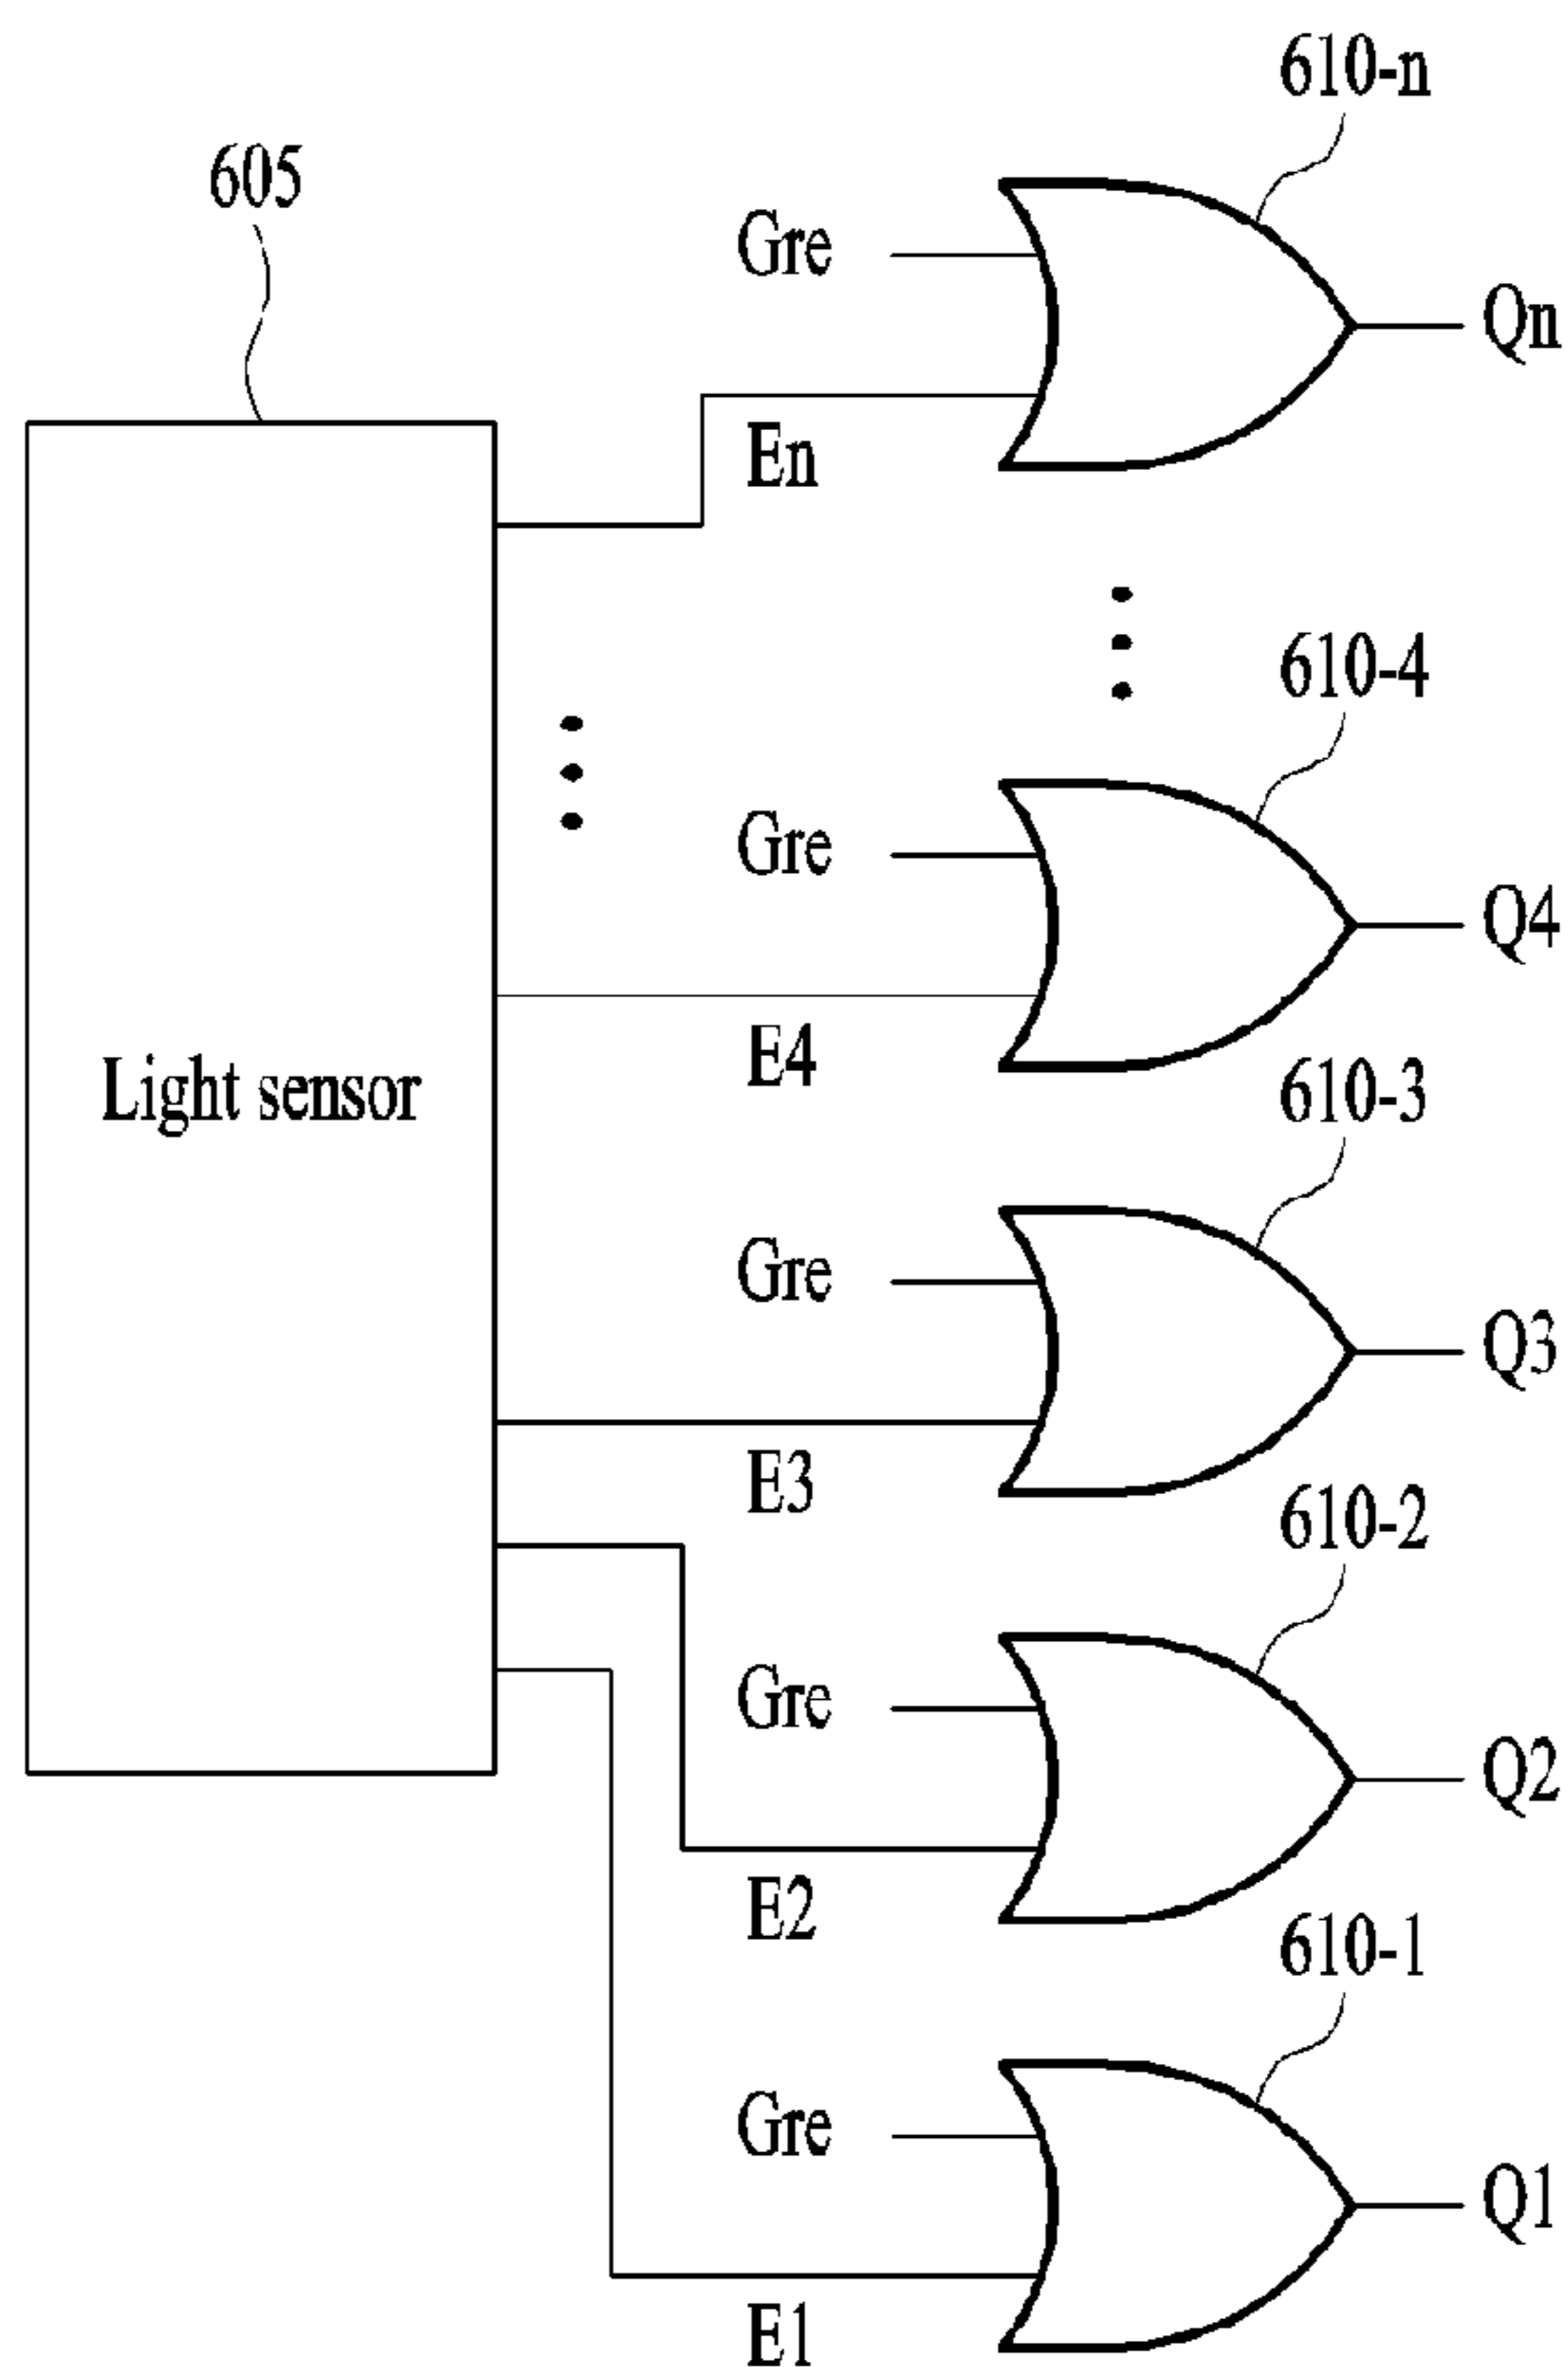 610-n
605
Gre
Qn
En
610-4
Gre
Q4
E4
Light sensor
610-3
Gre
Q3
E3
610-2
Gre
Q2
E2
610-1
Gre
Q1
E1